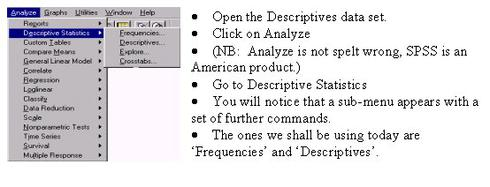 Analyze Graphs Utilities Window Help
Reports
Descriptive Statistics
Custom Tables
Compare Means
General Linear Model
Correlate
Regression
Loglinear
Classify
Data Reduction
Scale
Nonparametric Tests
Time Series
Survival
Multiple Response
Frequencies...
Descriptives...
Explore...
Crosstabs...
• Open the Descriptives data set.
• Click on Analyze
• (NB: Analyze is not spelt wrong, SPSS is an
American product.)
• Go to Descriptive Statistics
• You will notice that a sub-menu appears with a
set of further commands.
• The ones we shall be using today are
‘Frequencies’ and ‘Descriptives’.